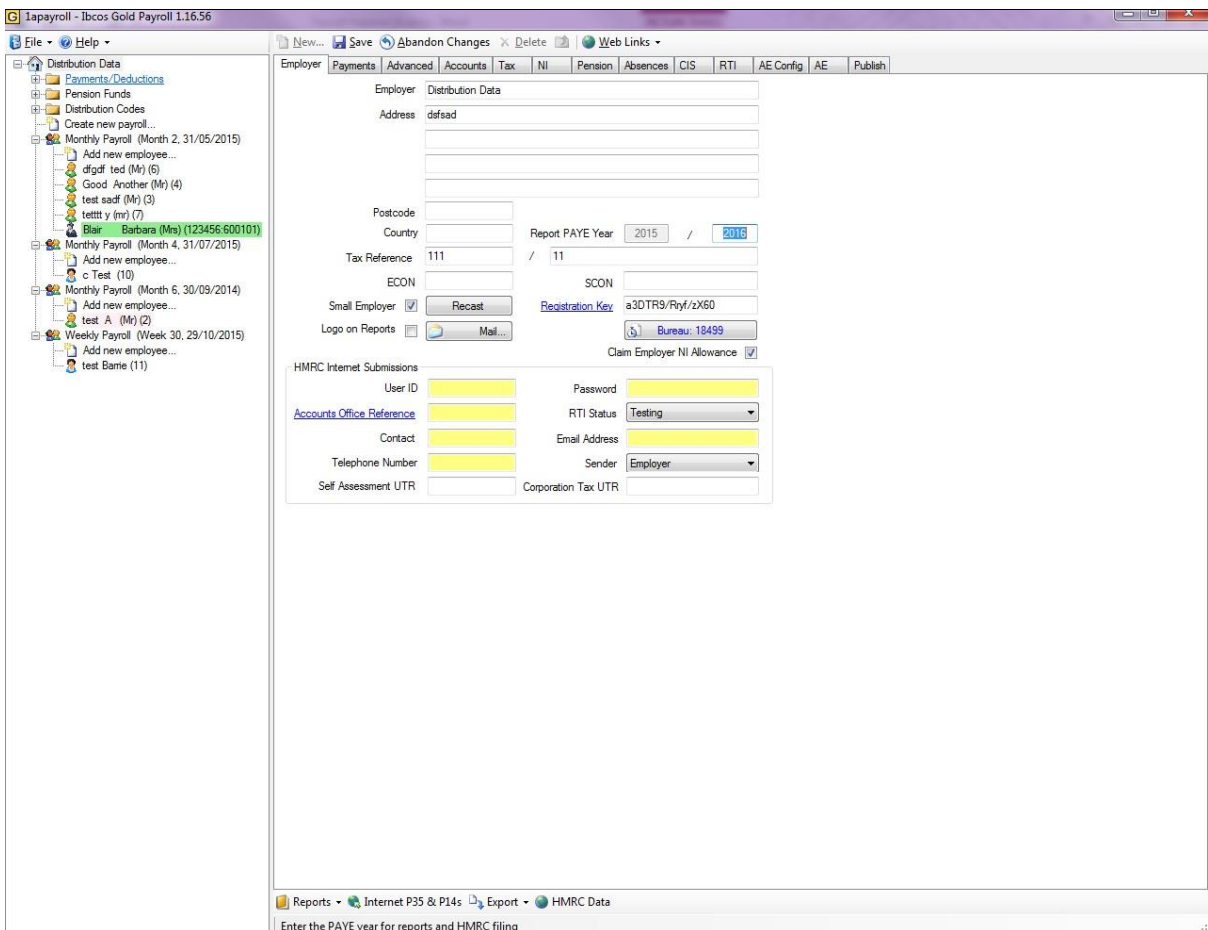 1apayroll - Ibcos Gold Payroll 1.16.56
File Help
New... Save Abandon Changes Delete Web Links
Distribution Data
Payments/Deductions
Pension Funds
Distribution Codes
Create new payroll...
Monthly Payroll (Month 2, 31/05/2015)
Add new employee...
dfgdf ted (Mr) (6)
Good Another (Mr) (4)
test sadf (Mr) (3)
tetttt y (mr) (7)
Blair Barbara (Mrs) (123456:600101)
Monthly Payroll (Month 4, 31/07/2015)
Add new employee...
c Test (10)
Monthly Payroll (Month 6, 30/09/2014)
Add new employee...
test A (Mr) (2)
Weekly Payroll (Week 30, 29/10/2015)
Add new employee...
test Barrie (11)
Employer Payments Advanced Accounts Tax NI Pension Absences CIS RTI AE Config AE Publish
Employer Distribution Data
Address dsfsad
Postcode
Country Report PAYE Year 2015 / 2016
Tax Reference 111 / 11
ECON SCON
Small Employer Recast Registration Key a3DTR9/Rryf/zX60
Logo on Reports Mail... Bureau: 18499
Claim Employer NI Allowance
HMRC Internet Submissions
User ID Password
Accounts Office Reference RTI Status Testing
Contact Email Address
Telephone Number Sender Employer
Self Assessment UTR Corporation Tax UTR
Reports Internet P35 & P14s Export HMRC Data
Enter the PAYE year for reports and HMRC filing